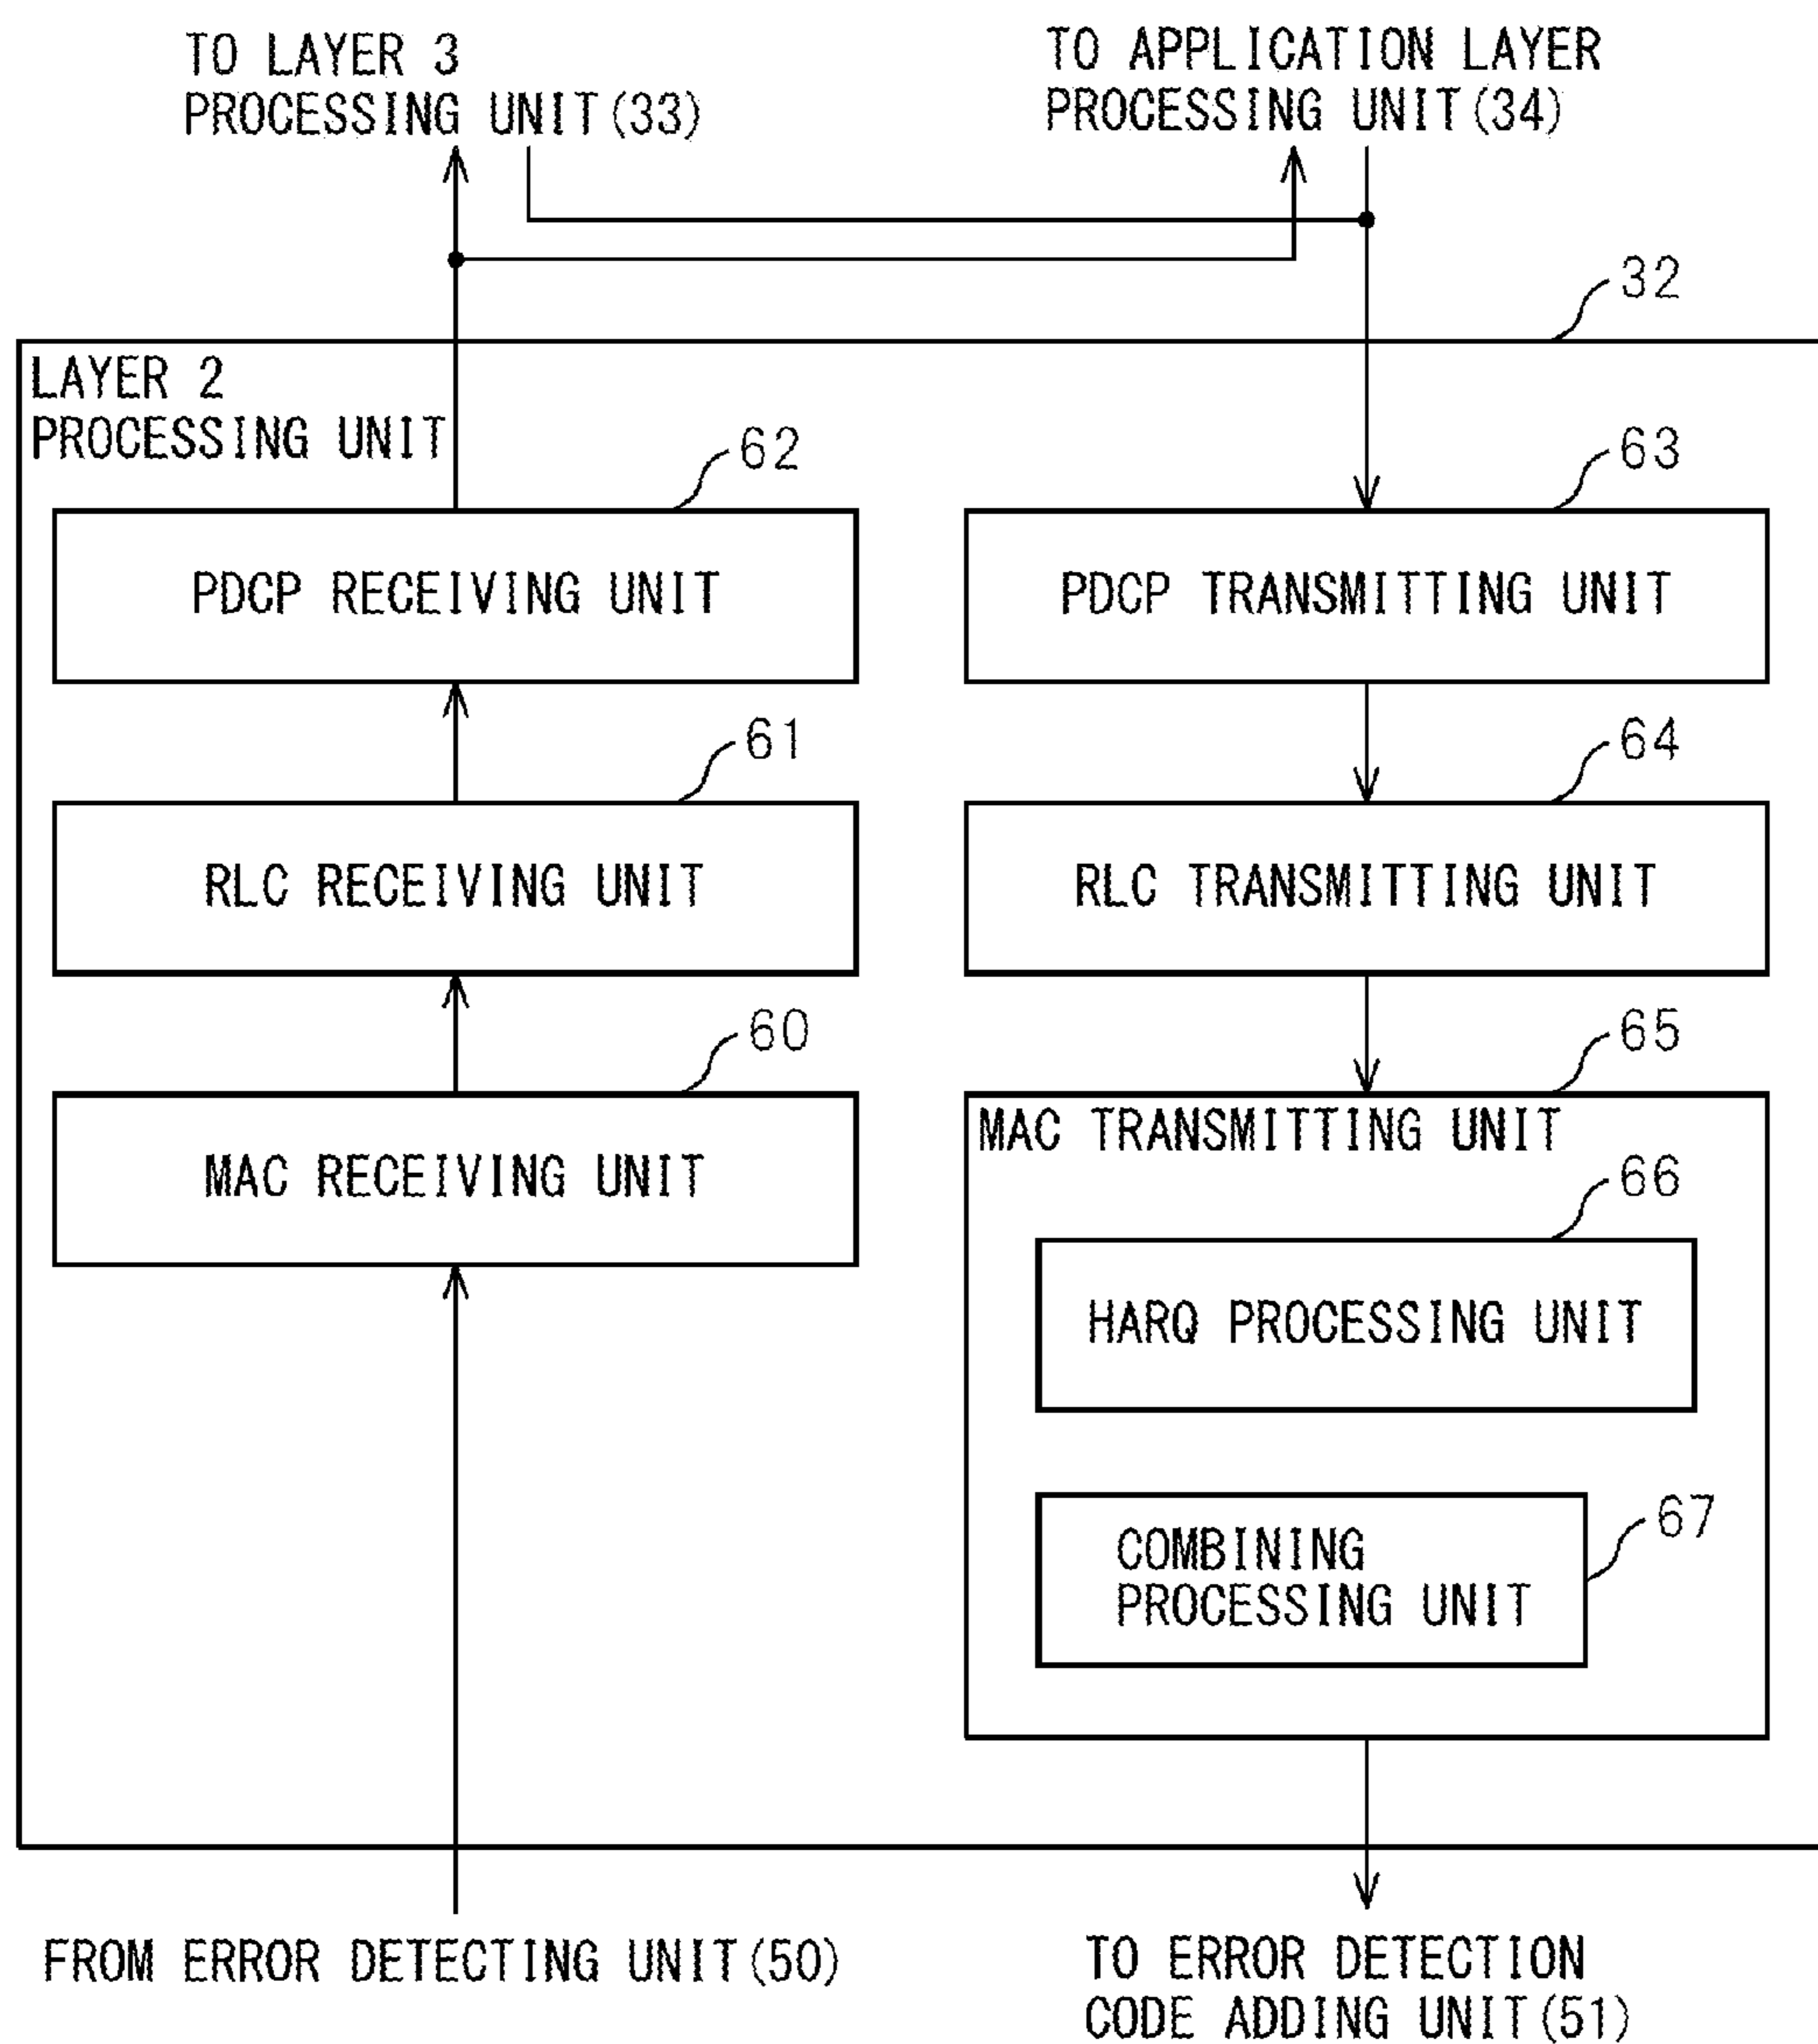 TO LAYER 3
PROCESSING UNIT(33)
TO APPLICATION LAYER
PROCESSING UNIT(34)
32
LAYER 2
PROCESSING UNIT
62
63
PDCP RECEIVING UNIT
PDCP TRANSMITTING UNIT
61
64
RLC RECEIVING UNIT
RLC TRANSMITTING UNIT
60
65
MAC RECEIVING UNIT
MAC TRANSMITTING UNIT
66
HARQ PROCESSING UNIT
67
COMBINING
PROCESSING UNIT
FROM ERROR DETECTING UNIT(50)
TO ERROR DETECTION
CODE ADDING UNIT(51)